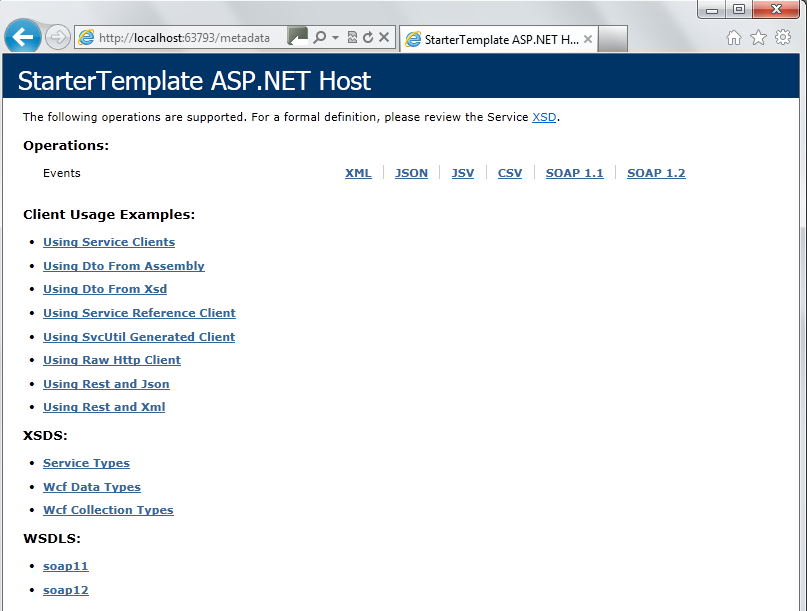 http://localhost:63793/metadata
StarterTemplate ASP.NET H...
StarterTemplate ASP.NET Host
The following operations are supported. For a formal definition, please review the Service XSD.
Operations:
Events XML JSON JSV CSV SOAP 1.1 SOAP 1.2
Client Usage Examples:
• Using Service Clients
• Using Dto From Assembly
• Using Dto From Xsd
• Using Service Reference Client
• Using SvcUtil Generated Client
• Using Raw Http Client
• Using Rest and Json
• Using Rest and Xml
XSDS:
• Service Types
• Wcf Data Types
• Wcf Collection Types
WSDLS:
• soap11
• soap12